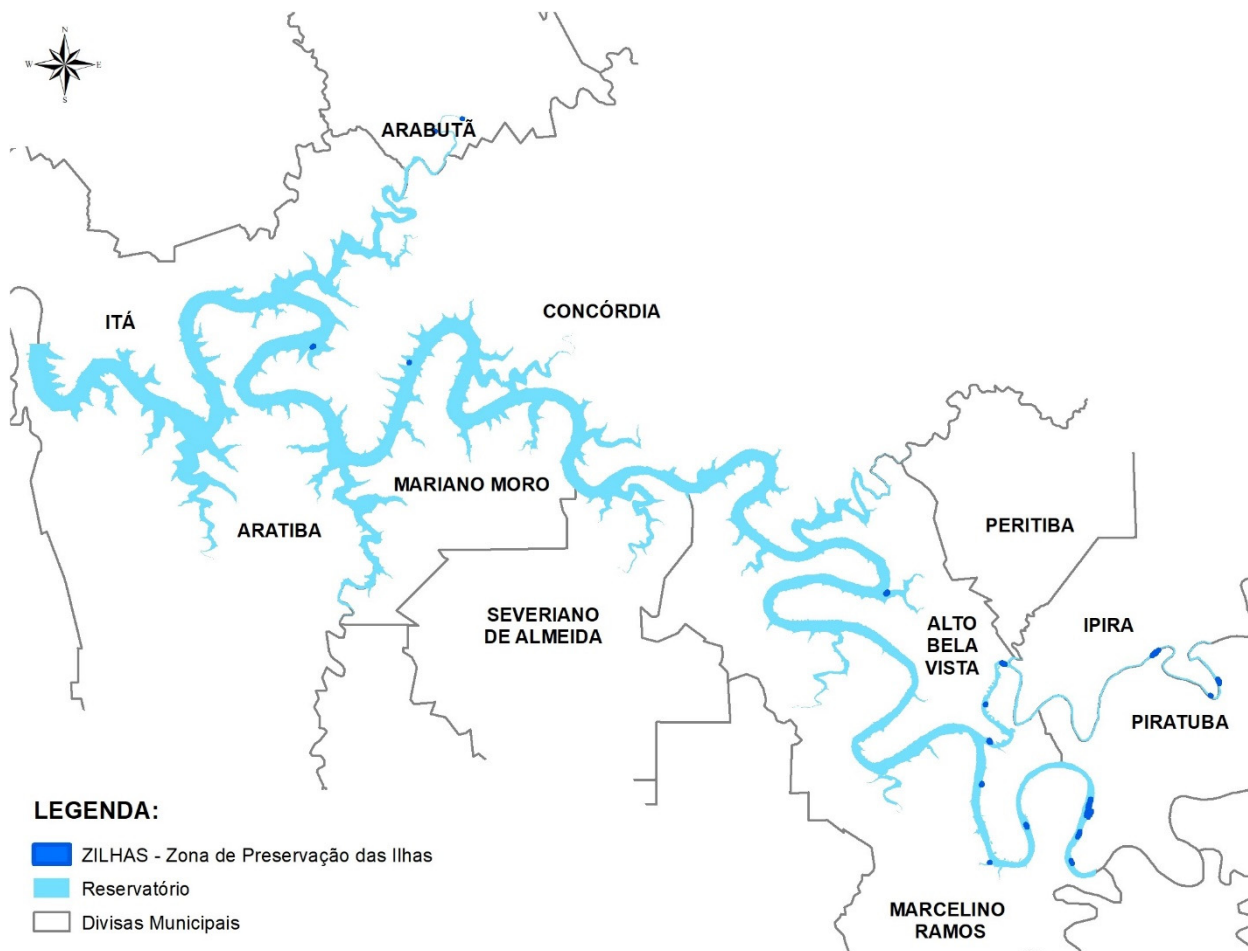 N
W
E
S
ARABUTÃ
ITÁ
CONCÓRDIA
MARIANO MORO
ARATIBA
PERITIBA
SEVERIANO
DE ALMEIDA
ALTO
BELA
VISTA
IPIRA
PIRATUBA
MARCELINO
RAMOS
LEGENDA:
ZILHAS - Zona de Preservação das Ilhas
Reservatório
Divisas Municipais